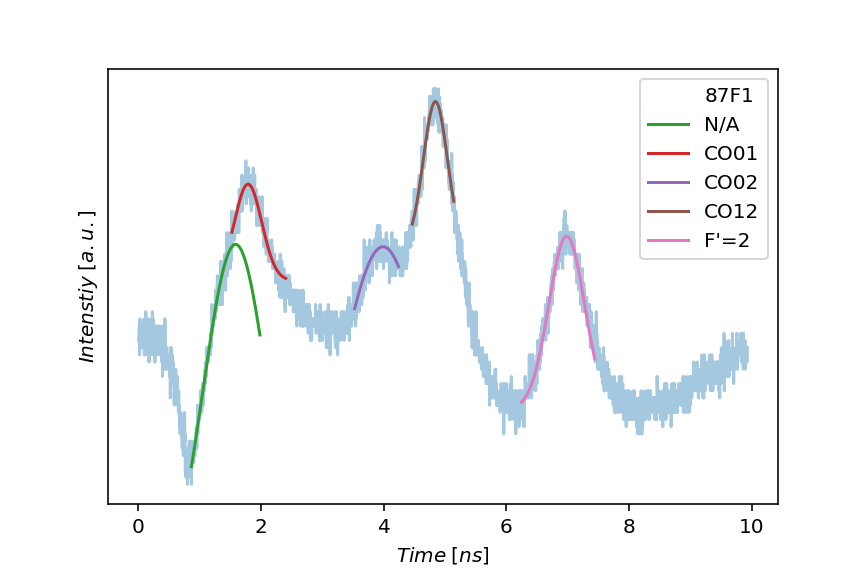 87F1
N/A
CO01
CO02
CO12
F'=2
Intenstiy [a. u.]
0 2 4 6 8 10
Time [ns]